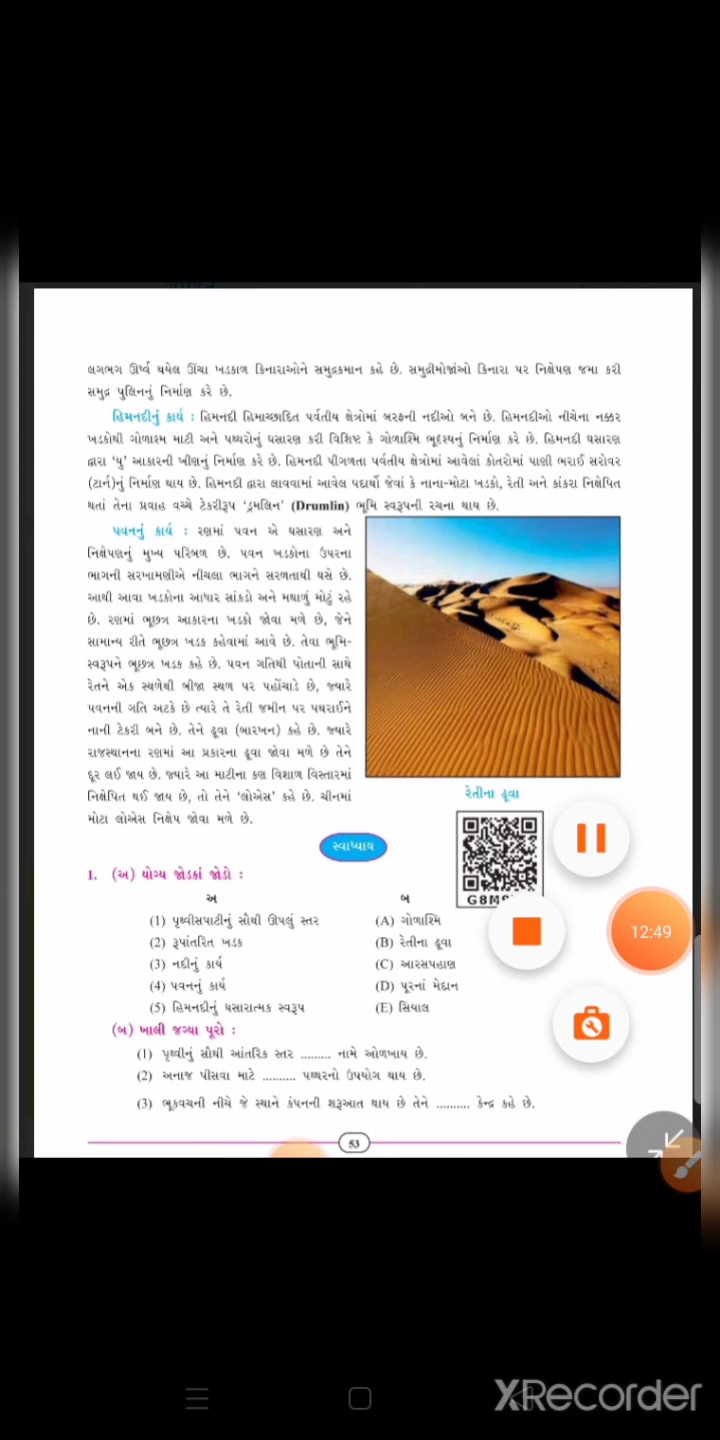 લગભગ ઊર્ધ્વ થયેલ ઊંચા ખડકાળ કિનારાઓને સમુદ્રકમાન કહે છે. સમુદ્રીમોજાંઓ કિનારા પર નિક્ષેપણ જમા કરી
સમુદ્ર પુલિનનું નિર્માણ કરે છે.
હિમનદીનું કાર્ય : હિમનદી હિમાચ્છાદિત પર્વતીય ક્ષેત્રોમાં બરફની નદીઓ બને છે. હિમનદીઓ નીચેના નક્કર
ખડકોથી ગોળાશ્મ માટી અને પથ્થરોનું ઘસારણ કરી વિશિષ્ટ કે ગોળાશ્મિ ભૂદૃશ્યનું નિર્માણ કરે છે. હિમનદી ઘસારણ
દ્વારા 'યુ' આકારની ખીણનું નિર્માણ કરે છે. હિમનદી પીગળતા પર્વતીય ક્ષેત્રોમાં આવેલાં કોતરોમાં પાણી ભરાઈ સરોવર
(ટાર્ન)નું નિર્માણ થાય છે. હિમનદી દ્વારા લાવવામાં આવેલ પદાર્થો જેવાં કે નાના-મોટા ખડકો, રેતી અને કાંકરા નિક્ષેપિત
થતાં તેના પ્રવાહ વચ્ચે ટેકરીરૂપ 'ડ્રમલિન' (Drumlin) ભૂમિ સ્વરૂપની રચના થાય છે.
પવનનું કાર્ય : રણમાં પવન એ ઘસારણ અને
નિક્ષેપણનું મુખ્ય પરિબળ છે. પવન ખડકોના ઉપરના
ભાગની સરખામણીએ નીચલા ભાગને સરળતાથી ઘસે છે.
આથી આવા ખડકોના આધાર સાંકડો અને મથાળું મોટું રહે
છે. રણમાં ભૂછત્ર આકારના ખડકો જોવા મળે છે, જેને
સામાન્ય રીતે ભૂછત્ર ખડક કહેવામાં આવે છે. તેવા ભૂમિ-
સ્વરૂપને ભૂછત્ર ખડક કહે છે. પવન ગતિથી પોતાની સાથે
રેતને એક સ્થળેથી બીજા સ્થળ પર પહોંચાડે છે, જ્યારે
પવનની ગતિ અટકે છે ત્યારે તે રેતી જમીન પર પથરાઈને
નાની ટેકરી બને છે. તેને ઢૂવા (બારખન) કહે છે. જ્યારે
રાજસ્થાનના રણમાં આ પ્રકારના ઢૂવા જોવા મળે છે તેને
દૂર લઈ જાય છે. જ્યારે આ માટીના કણ વિશાળ વિસ્તારમાં
નિક્ષેપિત થઈ જાય છે, તો તેને 'લોએસ' કહે છે. ચીનમાં
મોટા લોએસ નિક્ષેપ જોવા મળે છે.
રેતીના ઢૂવા
સ્વાધ્યાય
1. (અ) યોગ્ય જોડકાં જોડો :
અ બ
(1) પૃથ્વીસપાટીનું સૌથી ઊપલું સ્તર (A) ગોળાશ્મિ
(2) રૂપાંતરિત ખડક (B) રેતીના ઢૂવા
(3) નદીનું કાર્ય (C) આરસપહાણ
(4) પવનનું કાર્ય (D) પૂરનાં મેદાન
(5) હિમનદીનું ઘસારાત્મક સ્વરૂપ (E) સિયાલ
(બ) ખાલી જગ્યા પૂરો :
(1) પૃથ્વીનું સૌથી આંતરિક સ્તર ......... નામે ઓળખાય છે.
(2) અનાજ પીસવા માટે .......... પથ્થરનો ઉપયોગ થાય છે.
(3) ભૂકવચની નીચે જે સ્થાને કંપનની શરૂઆત થાય છે તેને .......... કેન્દ્ર કહે છે.
53
12:49
XRecorder